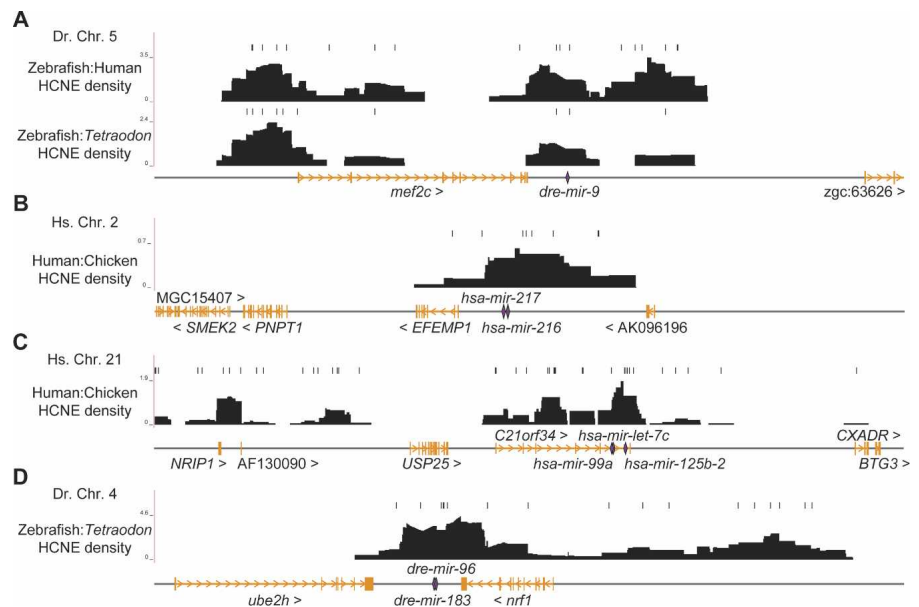 A
Dr. Chr. 5
3.5
Zebrafish:Human
HCNE density
0
2.4
Zebrafish:Tetraodon
HCNE density
0
mef2c >
dre-mir-9
zgc:63626 >
B
Hs. Chr. 2
0.7
Human:Chicken
HCNE density
0
MGC15407 >
hsa-mir-217
< SMEK2
< PNPT1
< EFEMP1
hsa-mir-216
< AK096196
C
Hs. Chr. 21
1.9
Human:Chicken
HCNE density
0
C21orf34 >
hsa-mir-let-7c
CXADR >
NRIP1 >
AF130090 >
USP25 >
hsa-mir-99a
hsa-mir-125b-2
BTG3 >
D
Dr. Chr. 4
4.6
Zebrafish:Tetraodon
HCNE density
0
dre-mir-96
ube2h >
dre-mir-183
< nrf1